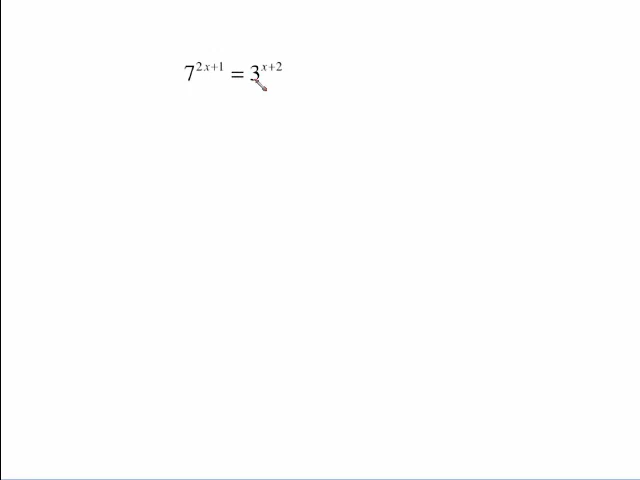 7^{2x+1} = 3^{x+2}